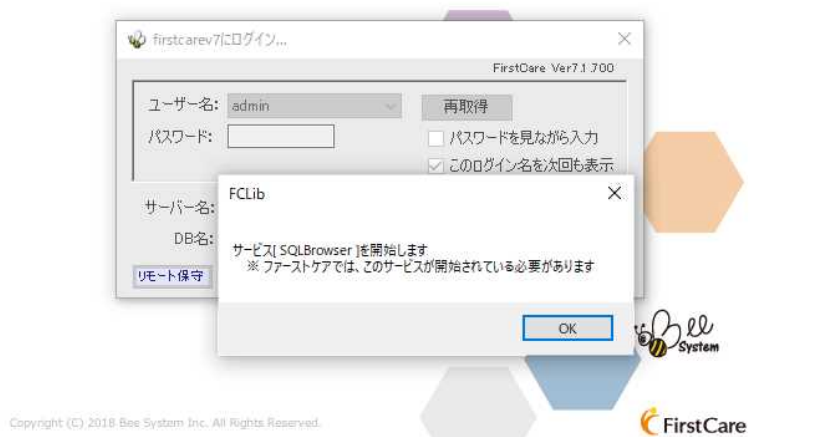 firstcarev7にログイン...
FirstCare Ver7.1.700
ユーザー名: admin 再取得
パスワード: パスワードを見ながら入力
このログイン名を次回も表示
サーバー名:
DB名:
リモート保守
FCLib
サービス[ SQLBrowser ]を開始します
※ ファーストケアでは、このサービスが開始されている必要があります
OK
Bee
System
Copyright (C) 2018 Bee System Inc. All Rights Reserved.
FirstCare